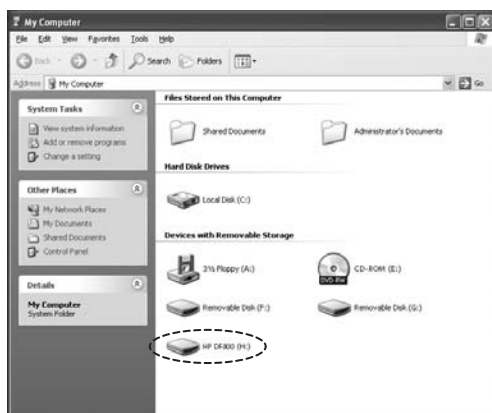 My Computer
File Edit View Favorites Tools Help
Back Search Folders
Address My Computer Go
System Tasks
View system information
Add or remove programs
Change a setting
Other Places
My Network Places
My Documents
Shared Documents
Control Panel
Details
My Computer
System Folder
Files Stored on This Computer
Shared Documents Administrator's Documents
Hard Disk Drives
Local Disk (C:)
Devices with Removable Storage
3½ Floppy (A:) CD-ROM (E:)
DVD-RW
Removable Disk (F:) Removable Disk (G:)
HP DF800 (H:)